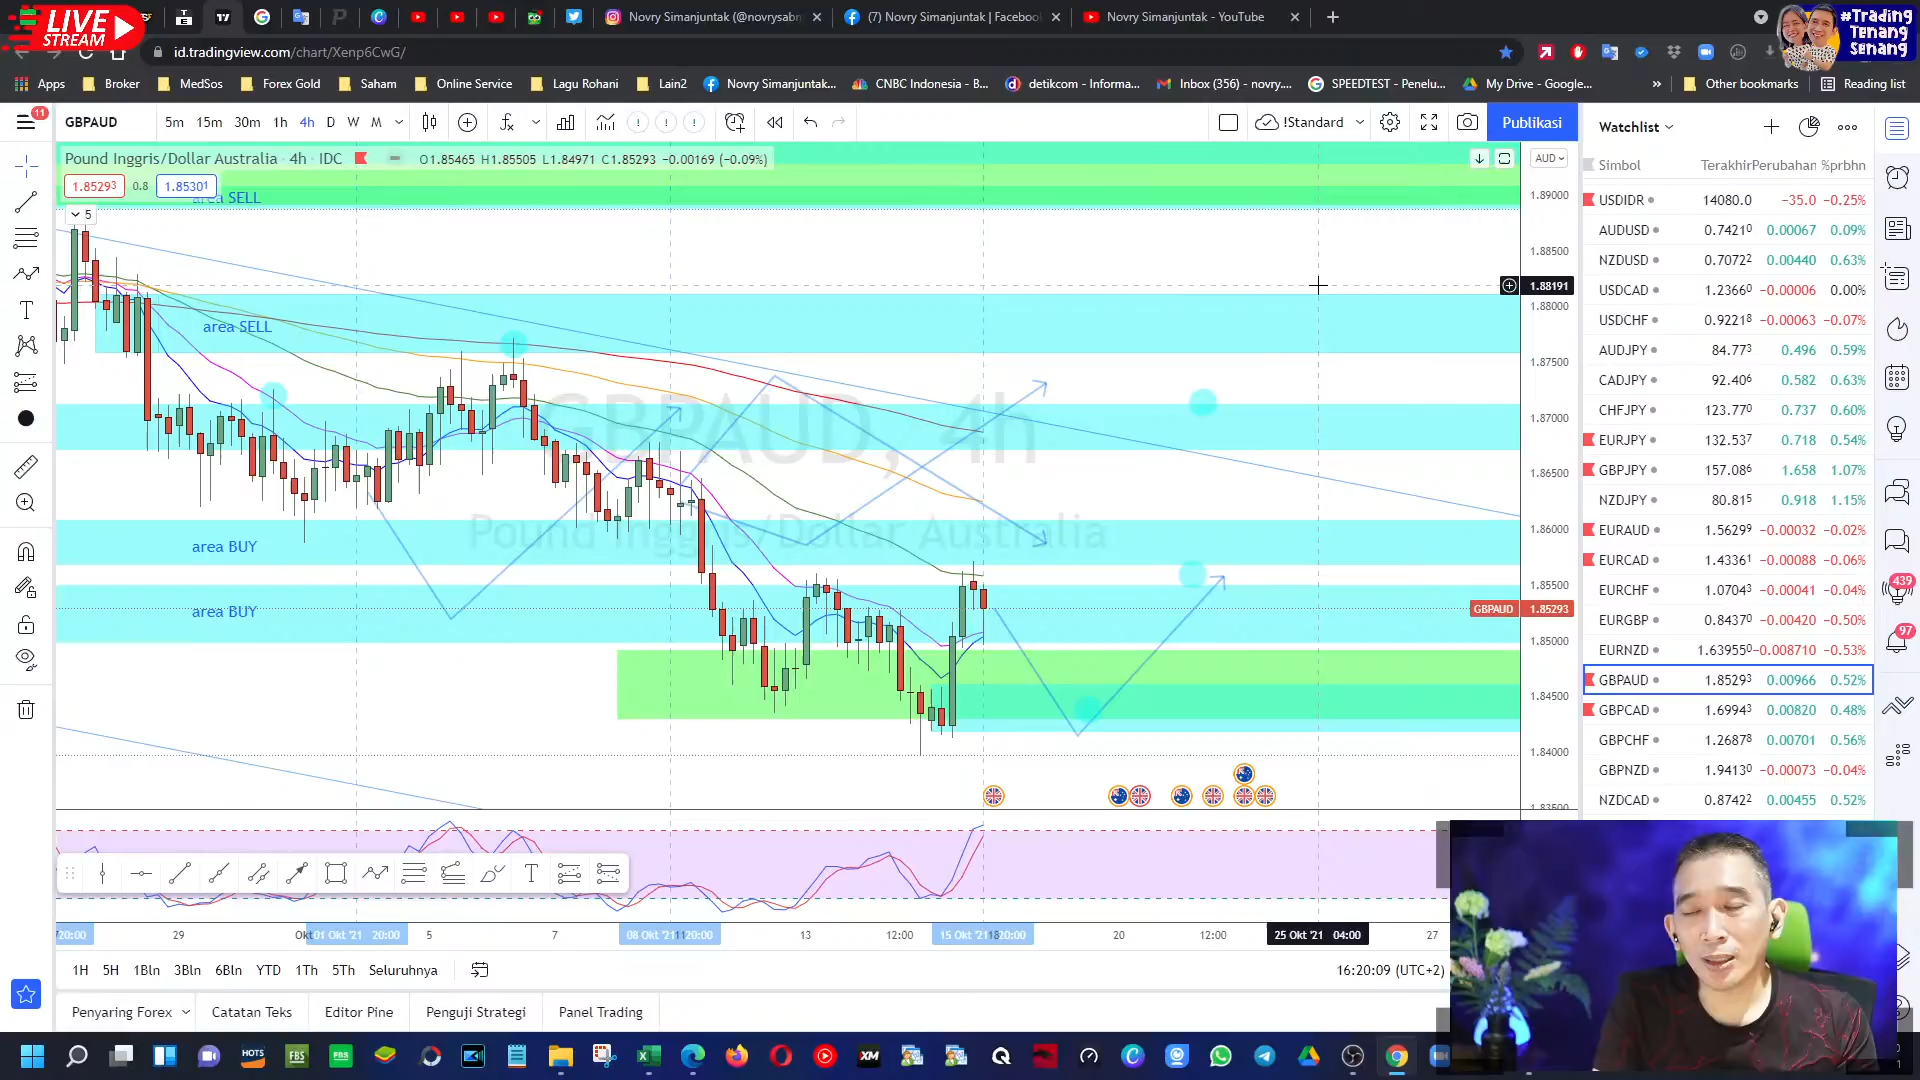 LIVE
STREAM
Novry Simanjuntak (@novrysabn
(7) Novry Simanjuntak | Facebook
Novry Simanjuntak - YouTube
#Trading
Tenang
Senang
id.tradingview.com/chart/Xenp6CwG/
Apps
Broker
MedSos
Forex Gold
Saham
Online Service
Lagu Rohani
Lain2
Novry Simanjuntak...
CNBC Indonesia - B...
detikcom - Informa...
Inbox (356) - novry....
SPEEDTEST - Penelu...
My Drive - Google...
»
Other bookmarks
Reading list
11
GBPAUD
5m 15m 30m 1h 4h D W M
!Standard
Publikasi
Watchlist
Pound Inggris/Dollar Australia · 4h · IDC
O1.85465 H1.85505 L1.84971 C1.85293 −0.00169 (−0.09%)
1.85293 0.8 1.85301
5
AUD
Simbol Terakhir Perubahan %prbhn
USDIDR 14080.0 −35.0 −0.25%
AUDUSD 0.74210 0.00067 0.09%
NZDUSD 0.70722 0.00440 0.63%
USDCAD 1.23660 −0.00006 0.00%
USDCHF 0.92218 −0.00063 −0.07%
AUDJPY 84.773 0.496 0.59%
CADJPY 92.406 0.582 0.63%
CHFJPY 123.770 0.737 0.60%
EURJPY 132.537 0.718 0.54%
GBPJPY 157.086 1.658 1.07%
NZDJPY 80.815 0.918 1.15%
EURAUD 1.56299 −0.00032 −0.02%
EURCAD 1.43361 −0.00088 −0.06%
EURCHF 1.07043 −0.00041 −0.04%
EURGBP 0.84370 −0.00420 −0.50%
EURNZD 1.639550 −0.008710 −0.53%
GBPAUD 1.85293 0.00966 0.52%
GBPCAD 1.69943 0.00820 0.48%
GBPCHF 1.26878 0.00701 0.56%
GBPNZD 1.94130 −0.00073 −0.04%
NZDCAD 0.87422 0.00455 0.52%
439
97
area SELL
area SELL
area BUY
area BUY
GBPAUD, 4h
Pound Inggris/Dollar Australia
1.89000
1.88500
1.88191
1.88000
1.87500
1.87000
1.86500
1.86000
1.85500
GBPAUD 1.85293
1.85000
1.84500
1.84000
1.83500
20:00
29
Okt
01 Okt '21 20:00
5
7
08 Okt '21
11
20:00
13
12:00
15 Okt '21
18
20:00
20
12:00
25 Okt '21 04:00
27
1H 5H 1Bln 3Bln 6Bln YTD 1Th 5Th Seluruhnya
16:20:09 (UTC+2)
Penyaring Forex
Catatan Teks
Editor Pine
Penguji Strategi
Panel Trading
HOTS
FBS
FBS
XM